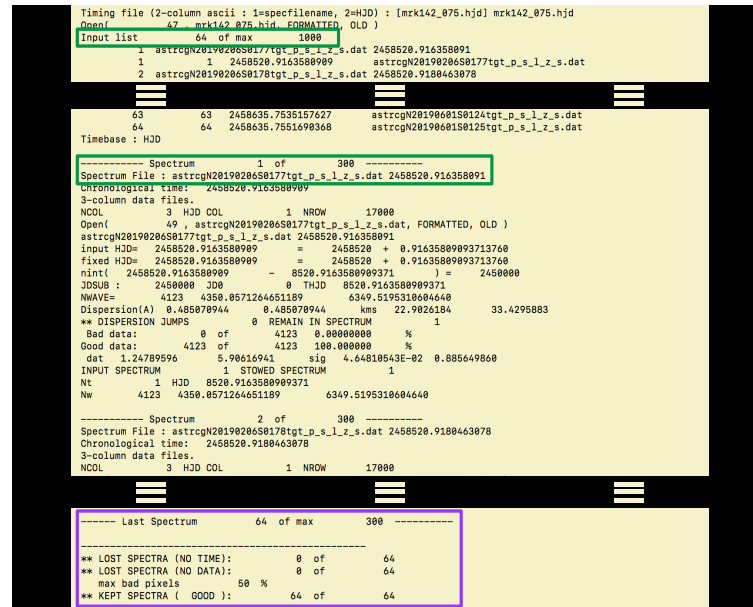 Timing file (2-column ascii : 1=specfilename, 2=HJD) : [mrk142_075.hjd] mrk142_075.hjd
Open( 47 , mrk142_075.hjd, FORMATTED, OLD )
Input list 64 of max 1000
1 astrcgN20190206S0177tgt_p_s_l_z_s.dat 2458520.916358091
1 1 2458520.9163580909 astrcgN20190206S0177tgt_p_s_l_z_s.dat
2 astrcgN20190206S0178tgt_p_s_l_z_s.dat 2458520.9180463078
63 63 2458635.7535157627 astrcgN20190601S0124tgt_p_s_l_z_s.dat
64 64 2458635.7551690368 astrcgN20190601S0125tgt_p_s_l_z_s.dat
Timebase : HJD
----------- Spectrum 1 of 300 ----------
Spectrum File : astrcgN20190206S0177tgt_p_s_l_z_s.dat 2458520.916358091
Chronological time: 2458520.9163580909
3-column data files.
NCOL 3 HJD COL 1 NROW 17000
Open( 49 , astrcgN20190206S0177tgt_p_s_l_z_s.dat, FORMATTED, OLD )
astrcgN20190206S0177tgt_p_s_l_z_s.dat 2458520.916358091
input HJD= 2458520.9163580909 = 2458520 + 0.91635809093713760
fixed HJD= 2458520.9163580909 = 2458520 + 0.91635809093713760
nint( 2458520.9163580909 - 8520.9163580909371 ) = 2450000
JDSUB : 2450000 JD0 0 THJD 8520.9163580909371
NWAVE= 4123 4350.0571264651189 6349.5195310604640
Dispersion(A) 0.485070944 0.485070944 kms 22.9026184 33.4295883
** DISPERSION JUMPS 0 REMAIN IN SPECTRUM 1
Bad data: 0 of 4123 0.00000000 %
Good data: 4123 of 4123 100.000000 %
dat 1.24789596 5.90616941 sig 4.64810543E-02 0.885649860
INPUT SPECTRUM 1 STOWED SPECTRUM 1
Nt 1 HJD 8520.9163580909371
Nw 4123 4350.0571264651189 6349.5195310604640
----------- Spectrum 2 of 300 ----------
Spectrum File : astrcgN20190206S0178tgt_p_s_l_z_s.dat 2458520.9180463078
Chronological time: 2458520.9180463078
3-column data files.
NCOL 3 HJD COL 1 NROW 17000
------ Last Spectrum 64 of max 300 ----------
-------------------------------------------------
** LOST SPECTRA (NO TIME): 0 of 64
** LOST SPECTRA (NO DATA): 0 of 64
max bad pixels 50 %
** KEPT SPECTRA ( GOOD ): 64 of 64